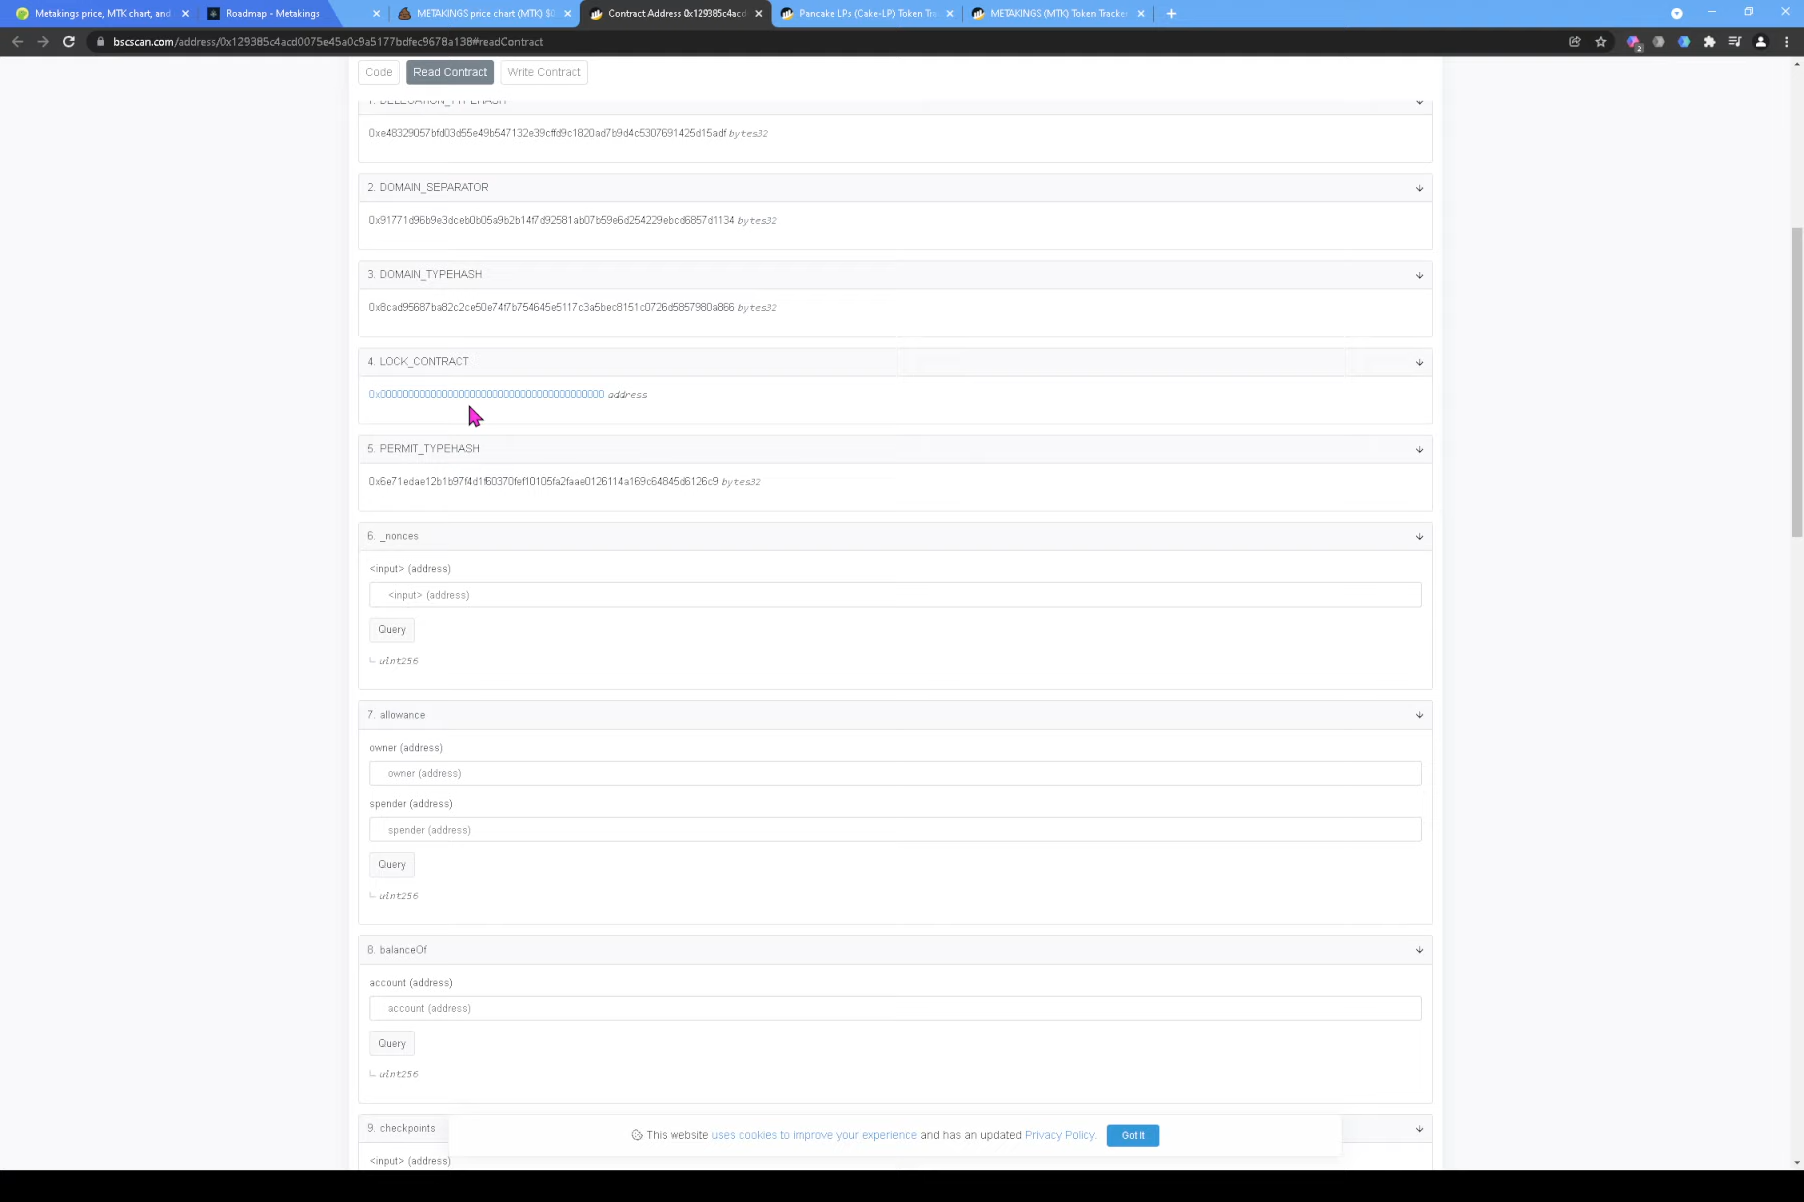 Metakings price, MTK chart, and
Roadmap - Metakings
METAKINGS price chart (MTK) $0
Contract Address 0x129385c4acd
Pancake LPs (Cake-LP) Token Tra
METAKINGS (MTK) Token Tracker
bscscan.com/address/0x129385c4acd0075e45a0c9a5177bdfec9678a138#readContract
2
Code
Read Contract
Write Contract
1. DELEGATION_TYPEHASH
0xe48329057bfd03d55e49b547132e39cffd9c1820ad7b9d4c5307691425d15adf bytes32
2. DOMAIN_SEPARATOR
0x91771d96b9e3dceb0b05a9b2b14f7d92581ab07b59e6d254229ebcd6857d1134 bytes32
3. DOMAIN_TYPEHASH
0x8cad95687ba82c2ce50e74f7b754645e5117c3a5bec8151c0726d5857980a866 bytes32
4. LOCK_CONTRACT
0x0000000000000000000000000000000000000000 address
5. PERMIT_TYPEHASH
0x6e71edae12b1b97f4d1f60370fef10105fa2faae0126114a169c64845d6126c9 bytes32
6. _nonces
<input> (address)
<input> (address)
Query
uint256
7. allowance
owner (address)
owner (address)
spender (address)
spender (address)
Query
uint256
8. balanceOf
account (address)
account (address)
Query
uint256
9. checkpoints
This website uses cookies to improve your experience and has an updated Privacy Policy.
Got It
<input> (address)